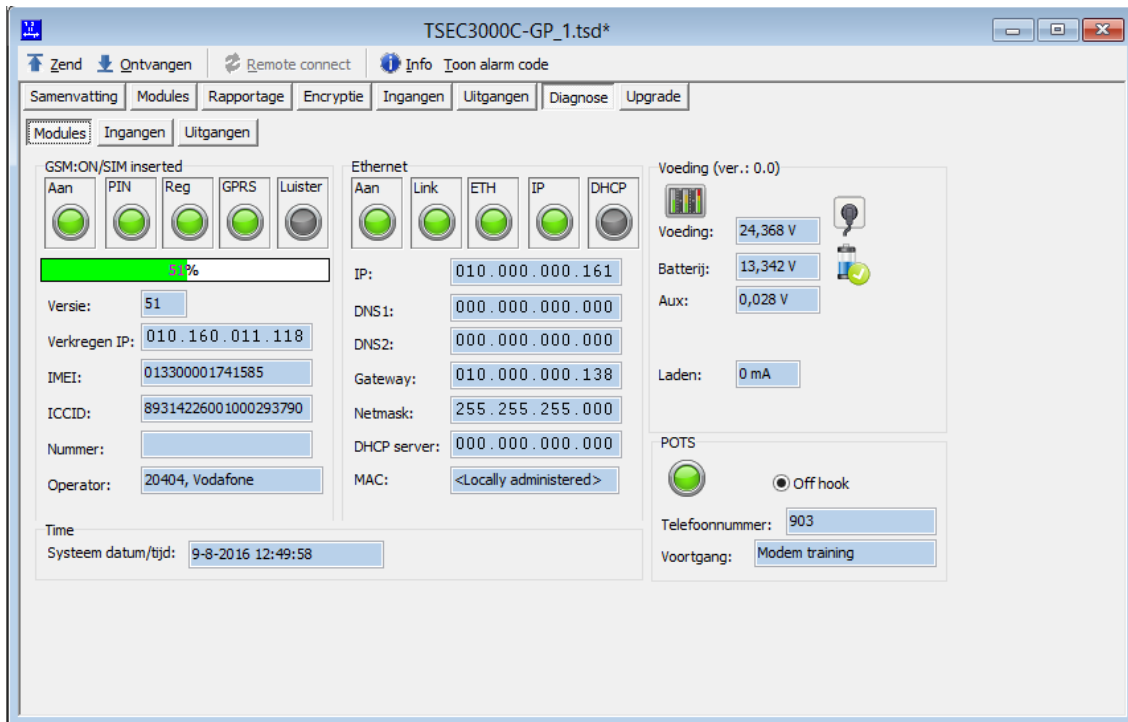 TSEC3000C-GP_1.tsd*
Zend Ontvangen Remote connect Info Toon alarm code
Samenvatting Modules Rapportage Encryptie Ingangen Uitgangen Diagnose Upgrade
Modules Ingangen Uitgangen
GSM:ON/SIM inserted
Aan PIN Reg GPRS Luister
51%
Versie: 51
Verkregen IP: 010.160.011.118
IMEI: 013300001741585
ICCID: 89314226001000293790
Nummer:
Operator: 20404, Vodafone
Ethernet
Aan Link ETH IP DHCP
IP: 010.000.000.161
DNS1: 000.000.000.000
DNS2: 000.000.000.000
Gateway: 010.000.000.138
Netmask: 255.255.255.000
DHCP server: 000.000.000.000
MAC: <Locally administered>
Voeding (ver.: 0.0)
Voeding: 24,368 V
Batterij: 13,342 V
Aux: 0,028 V
Laden: 0 mA
POTS
Off hook
Telefoonnummer: 903
Voortgang: Modem training
Time
Systeem datum/tijd: 9-8-2016 12:49:58